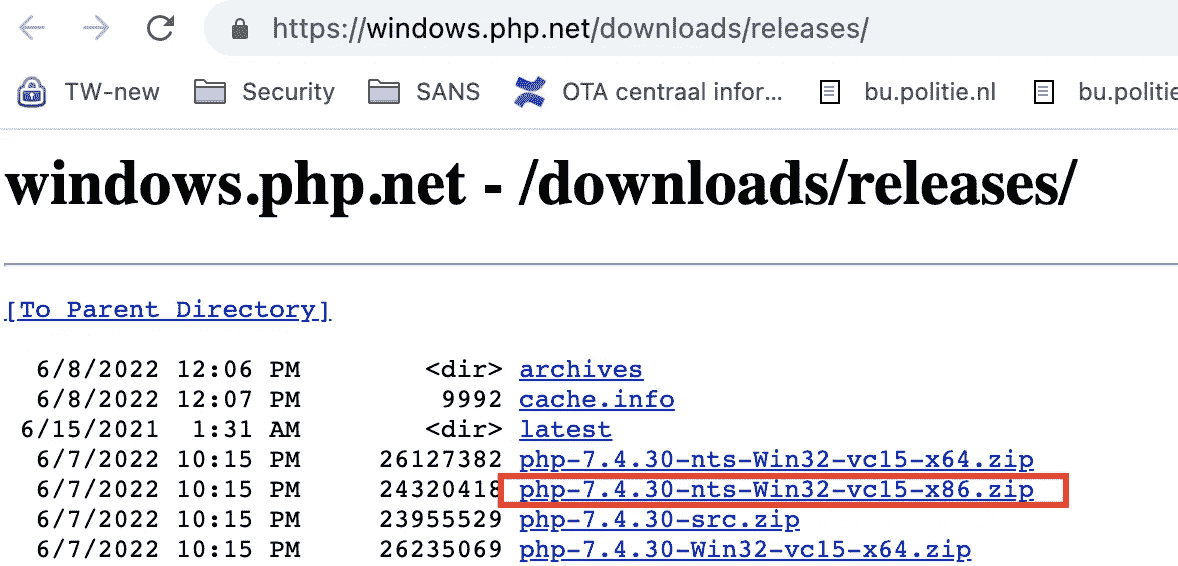 https://windows.php.net/downloads/releases/
TW-new Security SANS OTA centraal infor... bu.politie.nl bu.politie
windows.php.net - /downloads/releases/
[To Parent Directory]
6/8/2022 12:06 PM <dir> archives
6/8/2022 12:07 PM 9992 cache.info
6/15/2021 1:31 AM <dir> latest
6/7/2022 10:15 PM 26127382 php-7.4.30-nts-Win32-vc15-x64.zip
6/7/2022 10:15 PM 24320418 php-7.4.30-nts-Win32-vc15-x86.zip
6/7/2022 10:15 PM 23955529 php-7.4.30-src.zip
6/7/2022 10:15 PM 26235069 php-7.4.30-Win32-vc15-x64.zip